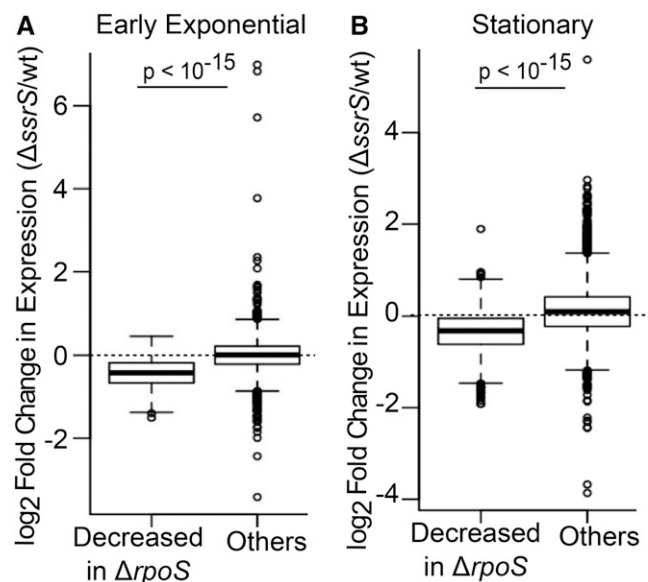 A Early Exponential
p < 10⁻¹⁵
log₂ Fold Change in Expression (ΔssrS/wt)
6
4
2
0
-2
Decreased
in ΔrpoS
Others
B Stationary
p < 10⁻¹⁵
log₂ Fold Change in Expression (ΔssrS/wt)
4
2
0
-2
-4
Decreased
in ΔrpoS
Others